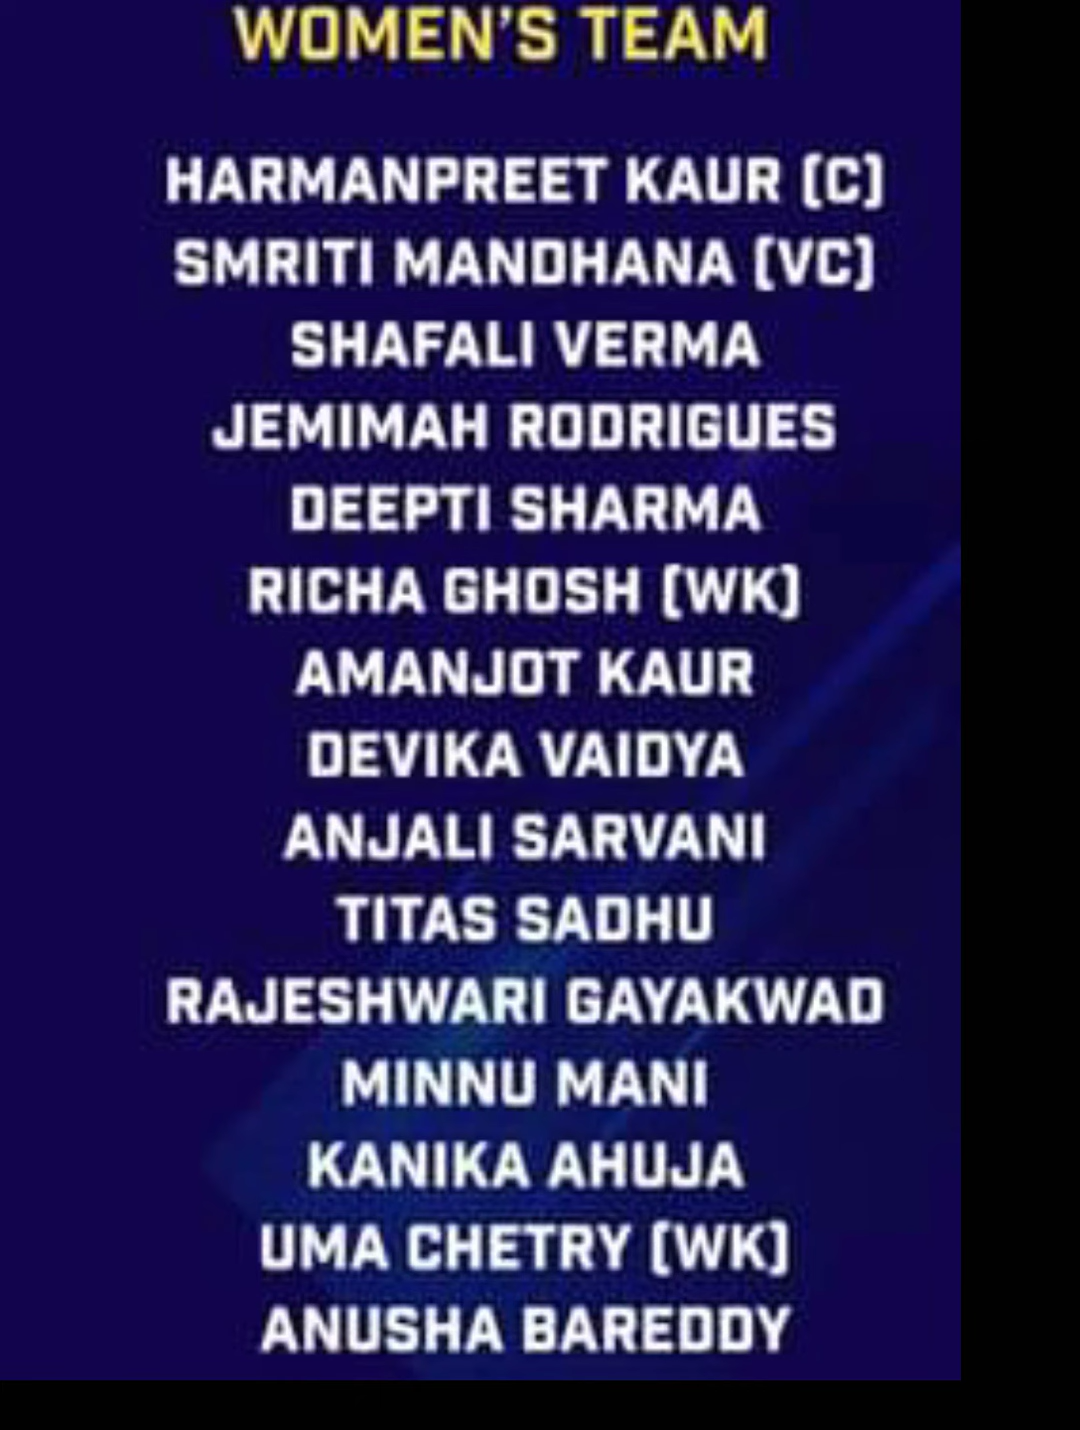 WOMEN'S TEAM
HARMANPREET KAUR (C)
SMRITI MANDHANA (VC)
SHAFALI VERMA
JEMIMAH RODRIGUES
DEEPTI SHARMA
RICHA GHOSH (WK)
AMANJOT KAUR
DEVIKA VAIDYA
ANJALI SARVANI
TITAS SADHU
RAJESHWARI GAYAKWAD
MINNU MANI
KANIKA AHUJA
UMA CHETRY (WK)
ANUSHA BAREDDY